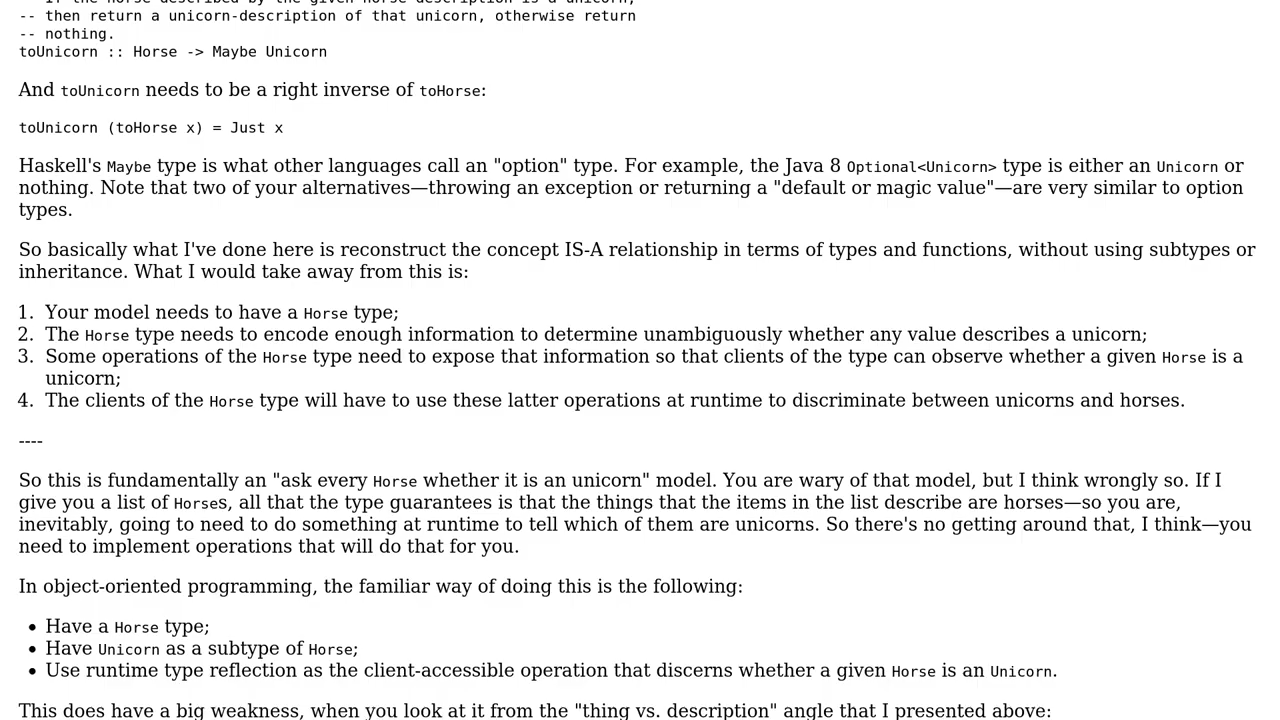 -- then return a unicorn-description of that unicorn, otherwise return
-- nothing.
toUnicorn :: Horse -> Maybe Unicorn
And toUnicorn needs to be a right inverse of toHorse:
toUnicorn (toHorse x) = Just x
Haskell's Maybe type is what other languages call an "option" type. For example, the Java 8 Optional<Unicorn> type is either an Unicorn or
nothing. Note that two of your alternatives—throwing an exception or returning a "default or magic value"—are very similar to option
types.
So basically what I've done here is reconstruct the concept IS-A relationship in terms of types and functions, without using subtypes or
inheritance. What I would take away from this is:
1. Your model needs to have a Horse type;
2. The Horse type needs to encode enough information to determine unambiguously whether any value describes a unicorn;
3. Some operations of the Horse type need to expose that information so that clients of the type can observe whether a given Horse is a
unicorn;
4. The clients of the Horse type will have to use these latter operations at runtime to discriminate between unicorns and horses.
----
So this is fundamentally an "ask every Horse whether it is an unicorn" model. You are wary of that model, but I think wrongly so. If I
give you a list of Horses, all that the type guarantees is that the things that the items in the list describe are horses—so you are,
inevitably, going to need to do something at runtime to tell which of them are unicorns. So there's no getting around that, I think—you
need to implement operations that will do that for you.
In object-oriented programming, the familiar way of doing this is the following:
• Have a Horse type;
• Have Unicorn as a subtype of Horse;
• Use runtime type reflection as the client-accessible operation that discerns whether a given Horse is an Unicorn.
This does have a big weakness, when you look at it from the "thing vs. description" angle that I presented above: